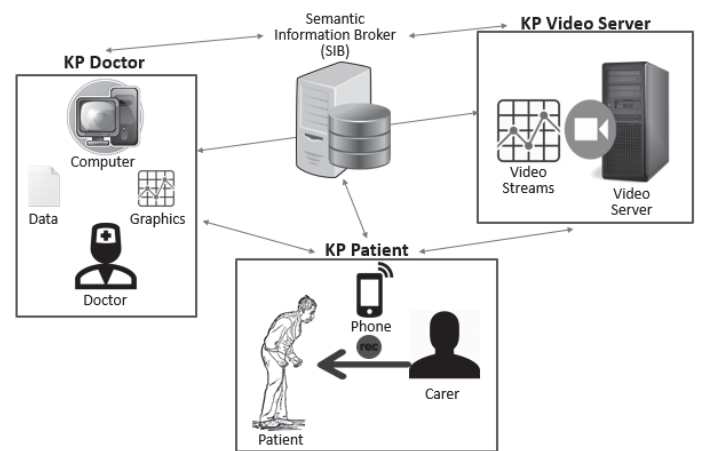 Semantic
Information Broker
(SIB)
KP Video Server
KP Doctor
Computer
Data
Graphics
Doctor
Video
Streams
Video
Server
KP Patient
Phone
rec
Carer
Patient